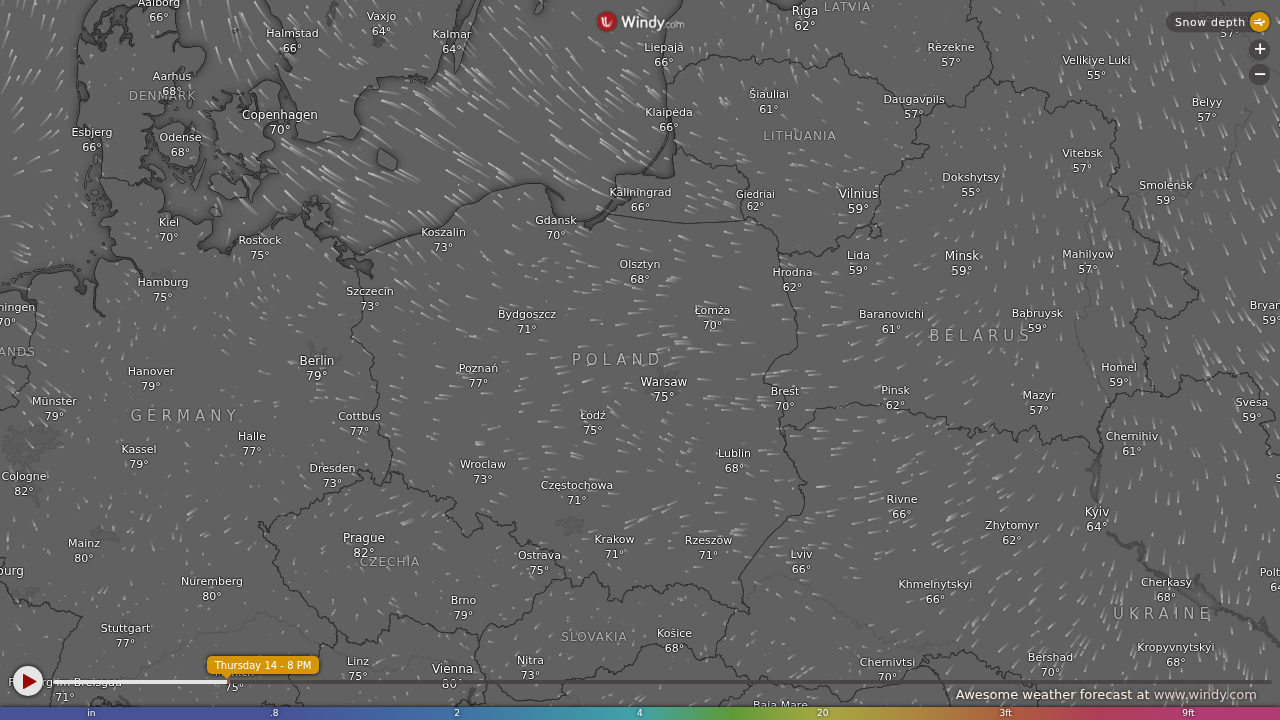 Aalborg
66°
Vaxjo
64°
Windy.com
Riga
62°
LATVIA
Snow depth
57°
Halmstad
66°
Kalmar
64°
Liepaja
66°
Rēzekne
57°
Velikiye Luki
55°
+
−
Aarhus
68°
DENMARK
Copenhagen
70°
Klaipėda
66°
Šiauliai
61°
Daugavpils
57°
Belyy
57°
Esbjerg
66°
Odense
68°
LITHUANIA
Vitebsk
57°
Kaliningrad
66°
Giedriai
62°
Vilnius
59°
Dokshytsy
55°
Smolensk
59°
Kiel
70°
Rostock
75°
Koszalin
73°
Gdansk
70°
Olsztyn
68°
Hrodna
62°
Lida
59°
Minsk
59°
Mahilyow
57°
Hamburg
75°
Szczecin
73°
Bydgoszcz
71°
Łomża
70°
Baranovichi
61°
Babruysk
59°
BELARUS
59°
70°
ANDS
Hanover
79°
Berlin
79°
Poznań
77°
POLAND
Warsaw
75°
Brest
70°
Pinsk
62°
Mazyr
57°
Homel
59°
Svesa
59°
Münster
79°
GERMANY
Cottbus
77°
Łódź
75°
Chernihiv
61°
Kassel
79°
Halle
77°
Dresden
73°
Wroclaw
73°
Lublin
68°
Cologne
82°
Częstochowa
71°
Rivne
66°
Zhytomyr
62°
Kyiv
64°
Mainz
80°
Prague
82°
CZECHIA
Ostrava
75°
Krakow
71°
Rzeszów
71°
Lviv
66°
Nuremberg
80°
Khmelnytskyi
66°
Cherkasy
68°
UKRAINE
Brno
79°
Stuttgart
77°
SLOVAKIA
Košice
68°
Kropyvnytskyi
68°
Thursday 14 - 8 PM
75°
Linz
75°
Vienna
80°
Nitra
73°
Chernivtsi
70°
Bershad
70°
71°
Baia Mare
Awesome weather forecast at www.windy.com
in .8 2 4 20 3ft 9ft